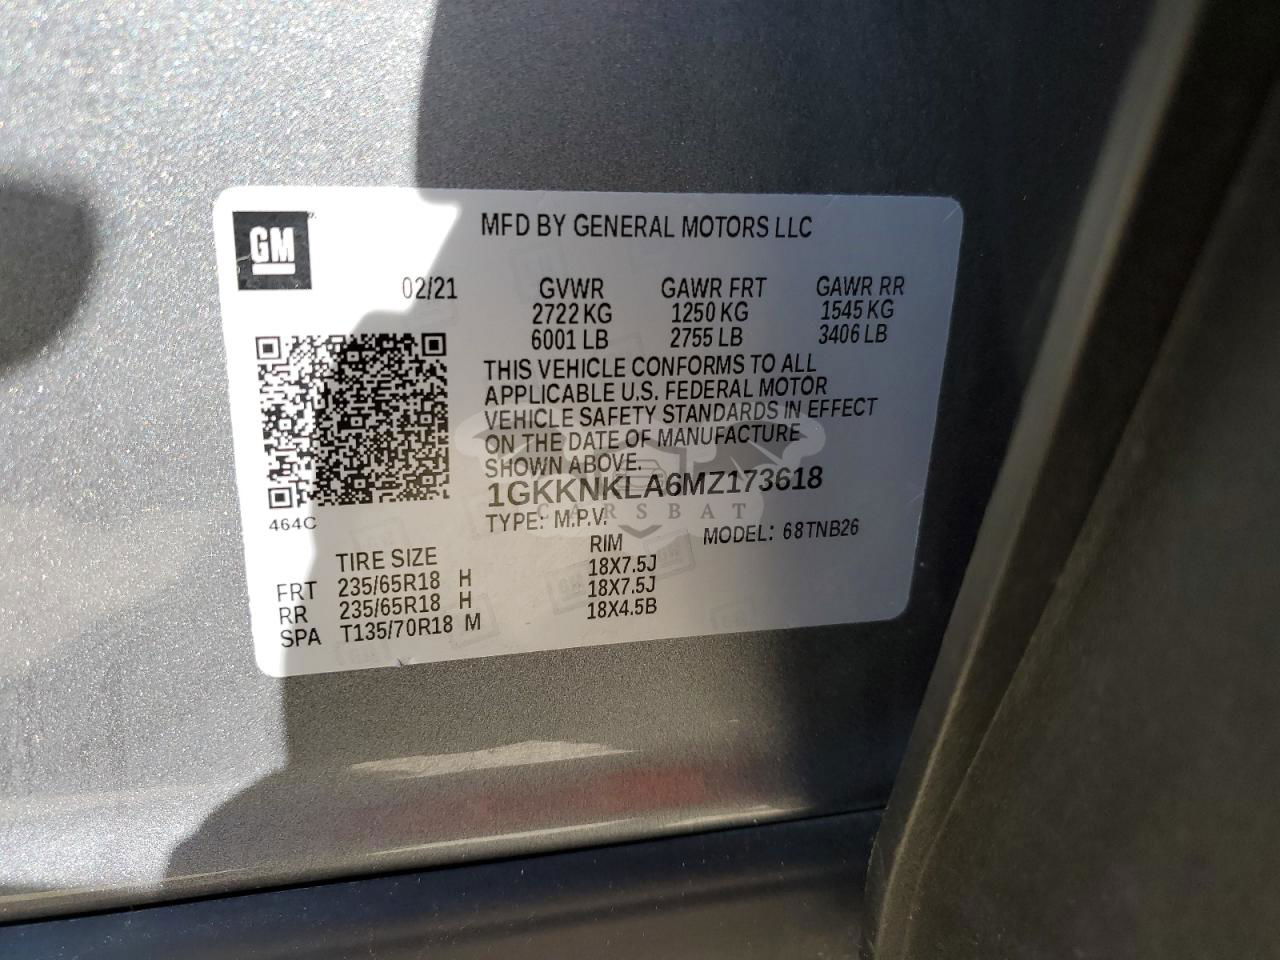 GM
MFD BY GENERAL MOTORS LLC
02/21 GVWR GAWR FRT GAWR RR
2722 KG 1250 KG 1545 KG
6001 LB 2755 LB 3406 LB
THIS VEHICLE CONFORMS TO ALL
APPLICABLE U.S. FEDERAL MOTOR
VEHICLE SAFETY STANDARDS IN EFFECT
ON THE DATE OF MANUFACTURE
SHOWN ABOVE.
1GKKNKLA6MZ173618
CARSBAT
464C
TYPE: M.P.V. MODEL: 68TNB26
TIRE SIZE RIM
FRT 235/65R18 H 18X7.5J
RR 235/65R18 H 18X7.5J
SPA T135/70R18 M 18X4.5B